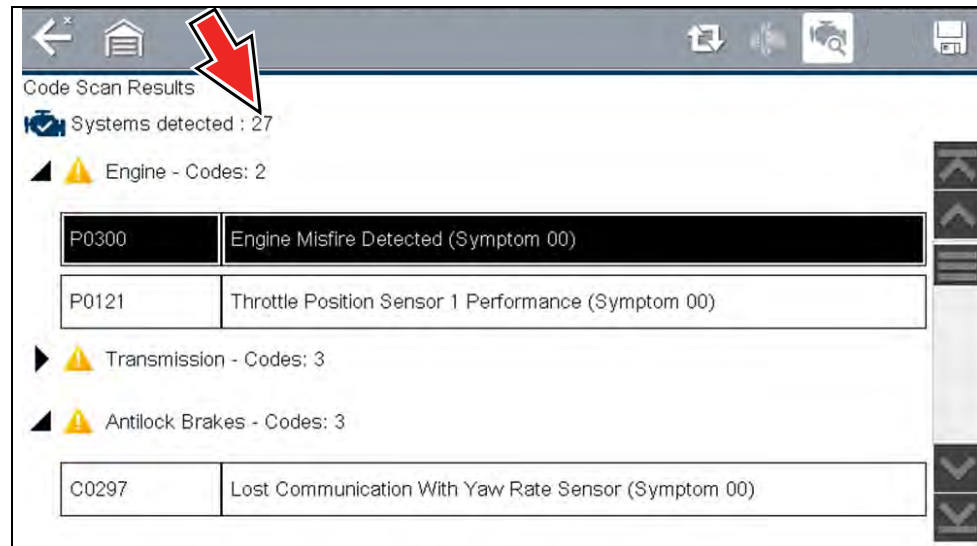 Code Scan Results
Systems detected : 27
Engine - Codes: 2
P0300 Engine Misfire Detected (Symptom 00)
P0121 Throttle Position Sensor 1 Performance (Symptom 00)
Transmission - Codes: 3
Antilock Brakes - Codes: 3
C0297 Lost Communication With Yaw Rate Sensor (Symptom 00)